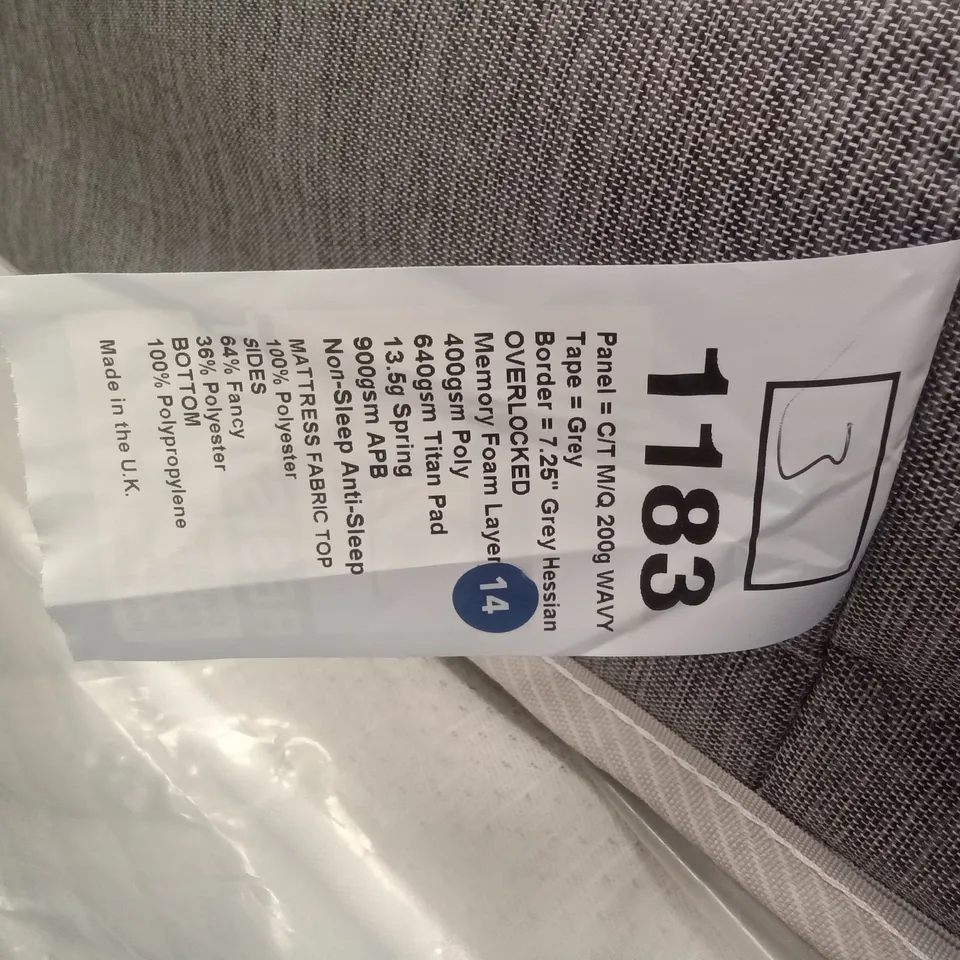 3
1183
Panel = C/T M/Q 200g WAVY
Tape = Grey
Border = 7.25" Grey Hessian
OVERLOCKED
Memory Foam Layer
14
400gsm Poly
640gsm Titan Pad
13.5g Spring
900gsm APB
Non-Sleep Anti-Sleep
MATTRESS FABRIC TOP
100% Polyester
SIDES
64% Fancy
36% Polyester
BOTTOM
100% Polypropylene
Made in the U.K.